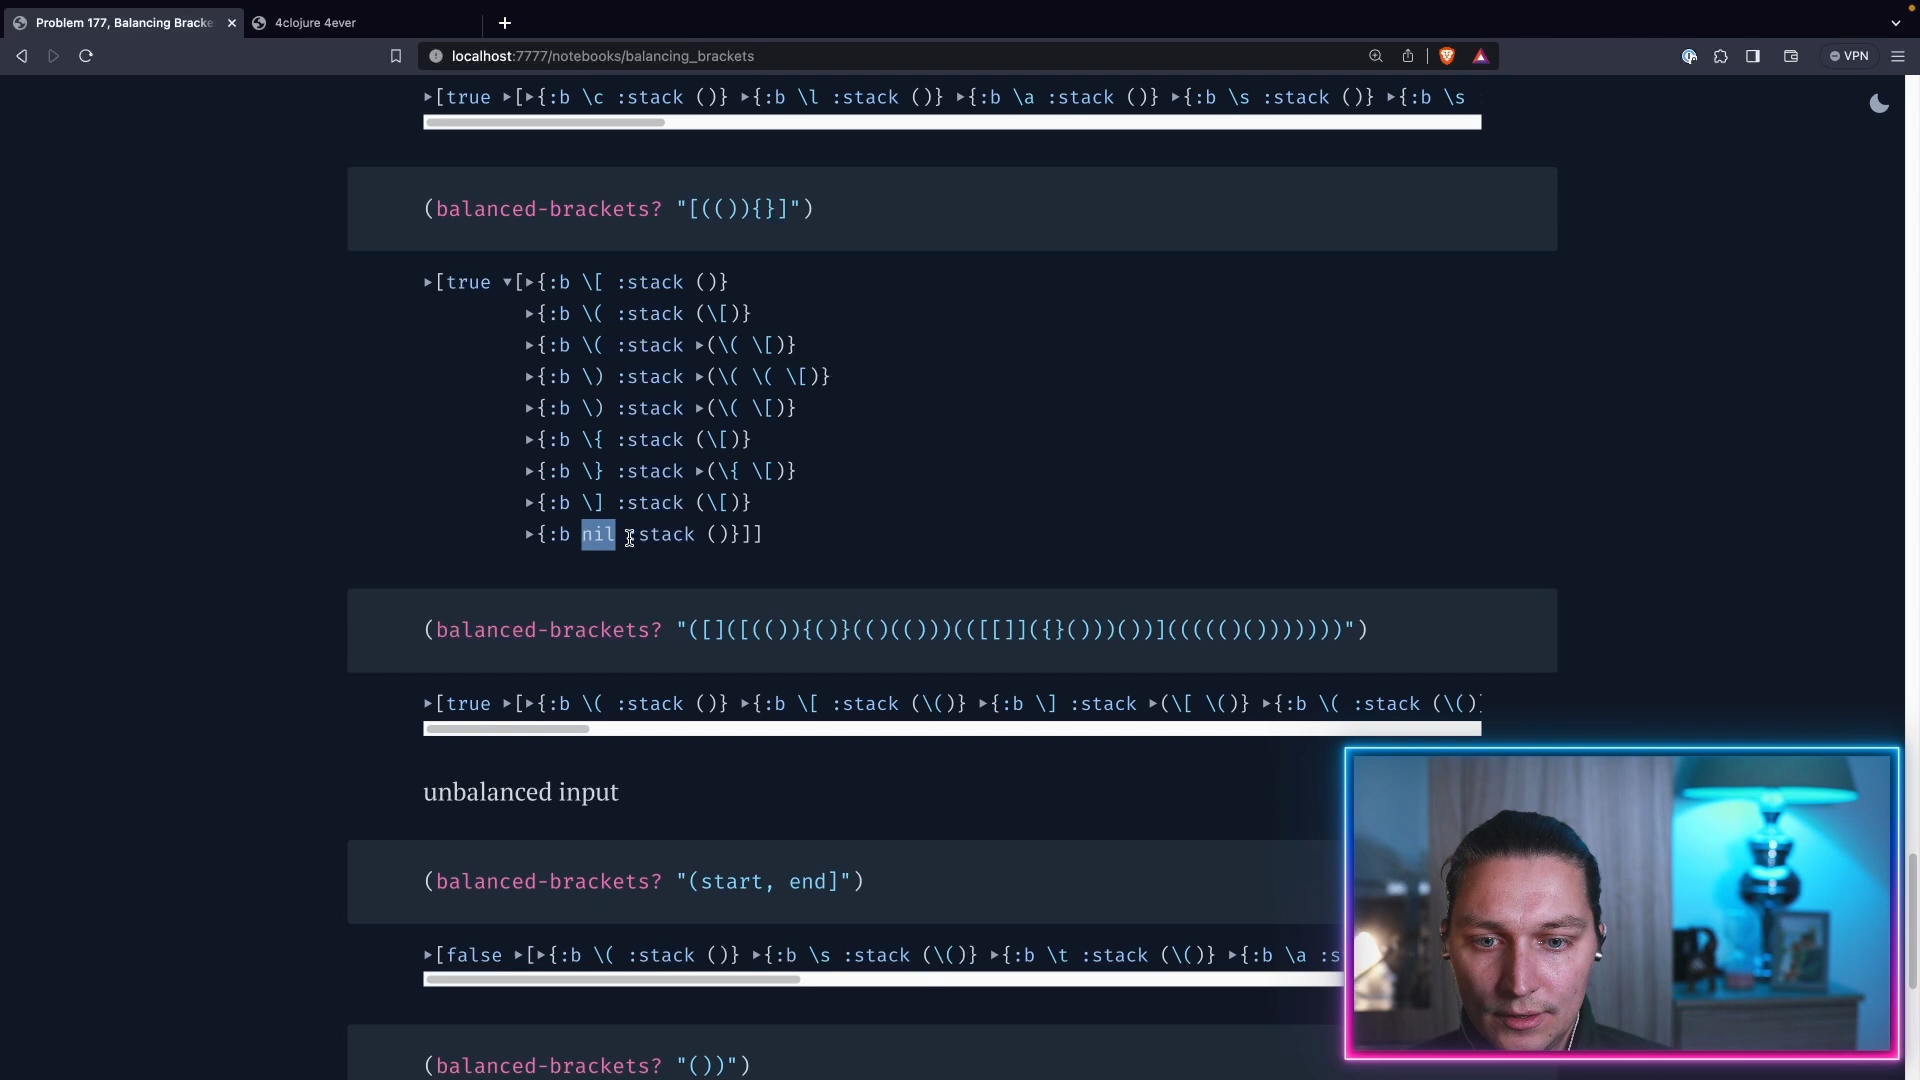 Problem 177, Balancing Bracke
4clojure 4ever
localhost:7777/notebooks/balancing_brackets
VPN
▸[true ▸[▸{:b \c :stack ()} ▸{:b \l :stack ()} ▸{:b \a :stack ()} ▸{:b \s :stack ()} ▸{:b \s
(balanced-brackets? "[(()){}]")
▸[true ▾[▸{:b \[ :stack ()}
▸{:b \( :stack (\[)}
▸{:b \( :stack ▸(\( \[)}
▸{:b \) :stack ▸(\( \( \[)}
▸{:b \) :stack ▸(\( \[)}
▸{:b \{ :stack (\[)}
▸{:b \} :stack ▸(\{ \[)}
▸{:b \] :stack (\[)}
▸{:b nil :stack ()}]]
(balanced-brackets? "([]([(()){()}(()(()))(([[]]({}()))())]((((()()))))))")
▸[true ▸[▸{:b \( :stack ()} ▸{:b \[ :stack (\()} ▸{:b \] :stack ▸(\[ \()} ▸{:b \( :stack (\()
unbalanced input
(balanced-brackets? "(start, end]")
▸[false ▸[▸{:b \( :stack ()} ▸{:b \s :stack (\()} ▸{:b \t :stack (\()} ▸{:b \a :s
(balanced-brackets? "())")